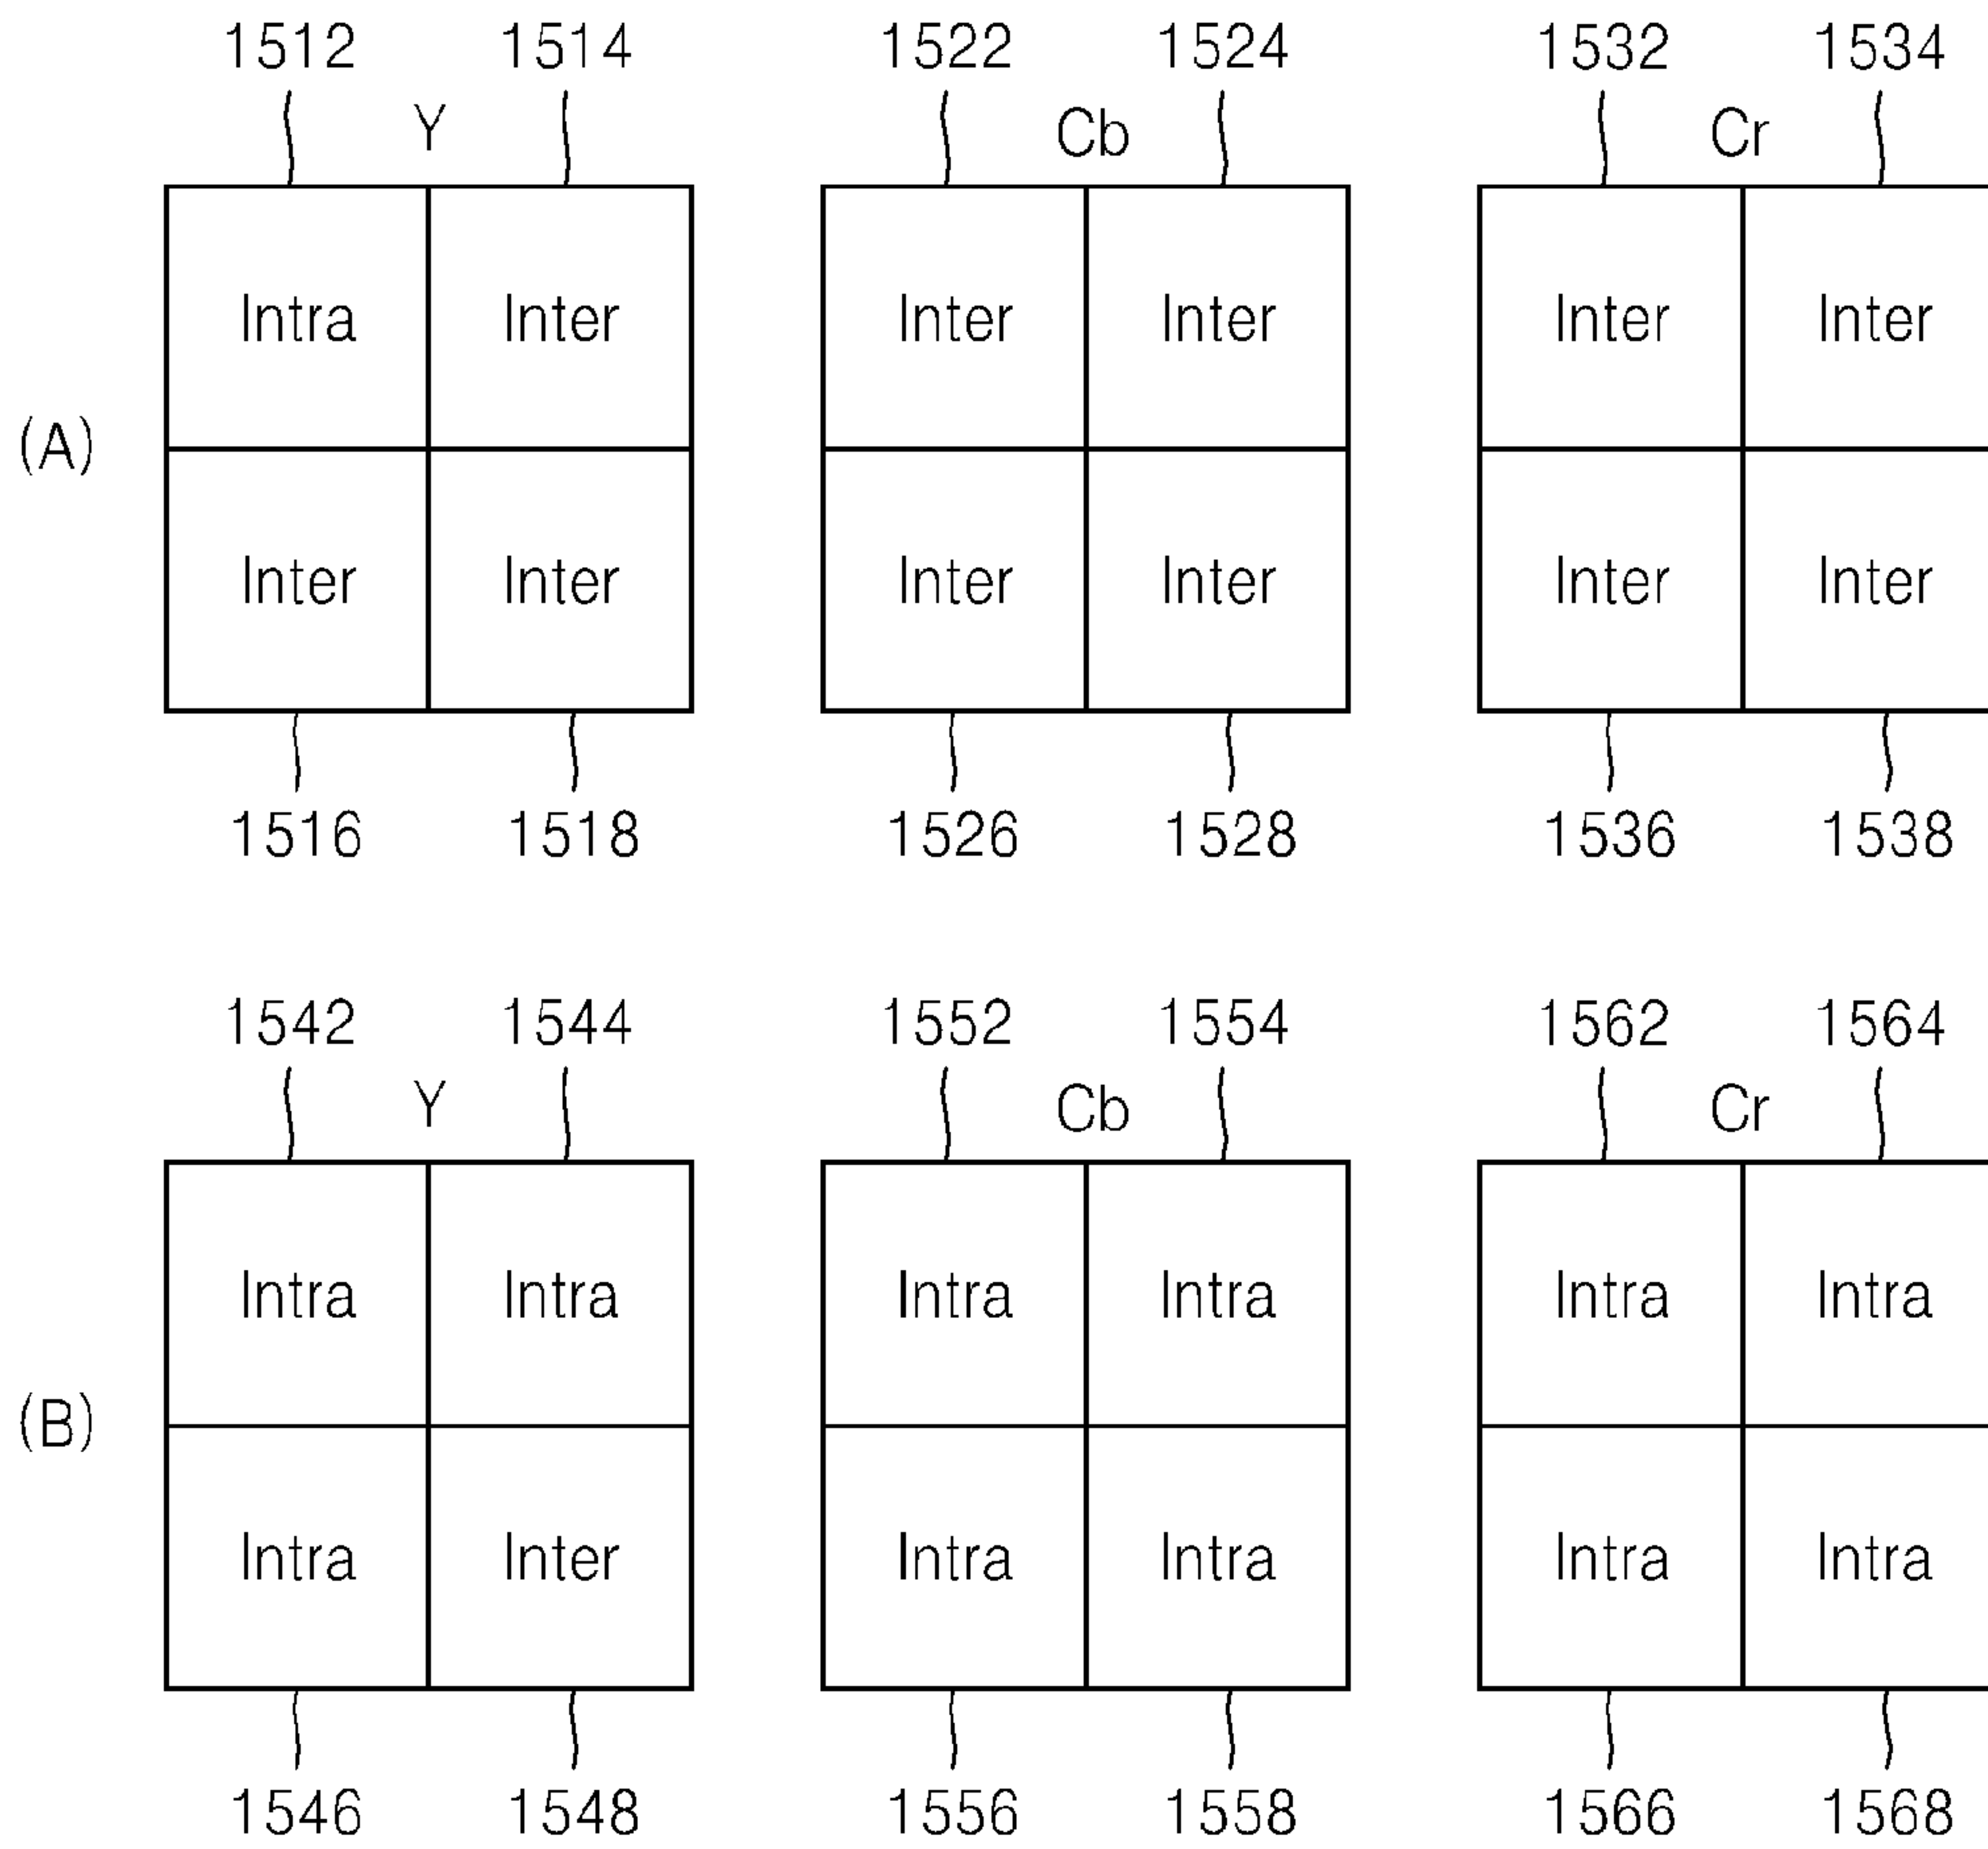 1512 1514 1522 1524 1532 1534
Y Cb Cr
Intra Inter Inter Inter Inter Inter
(A)
Inter Inter Inter Inter Inter Inter
1516 1518 1526 1528 1536 1538
1542 1544 1552 1554 1562 1564
Y Cb Cr
Intra Intra Intra Intra Intra Intra
(B)
Intra Inter Intra Intra Intra Intra
1546 1548 1556 1558 1566 1568